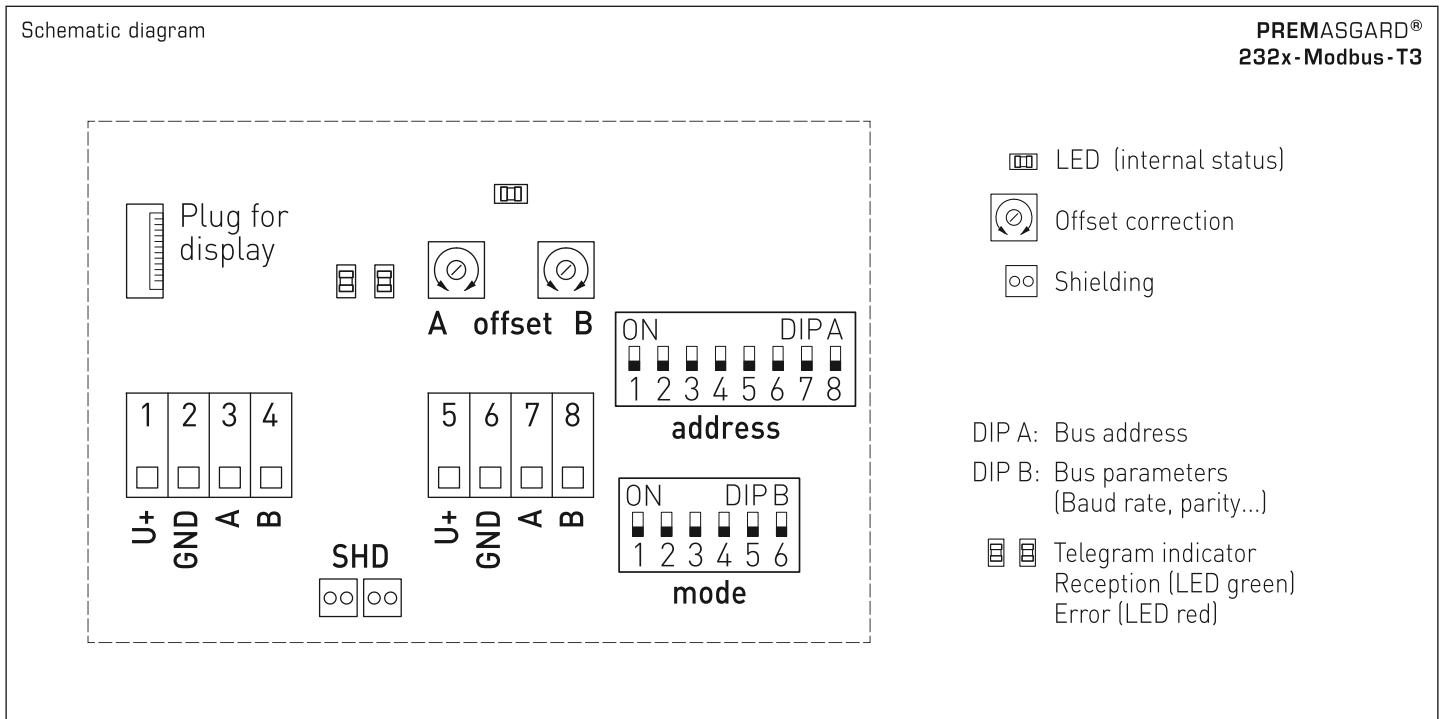 Schematic diagram
PREMASGARD®
232x-Modbus-T3
Plug for
display
A offset B
ON DIP A
1 2 3 4 5 6 7 8
address
1 2 3 4
U+ GND A B
SHD
5 6 7 8
U+ GND A B
ON DIP B
1 2 3 4 5 6
mode
LED (internal status)
Offset correction
Shielding
DIP A: Bus address
DIP B: Bus parameters
(Baud rate, parity...)
Telegram indicator
Reception (LED green)
Error (LED red)